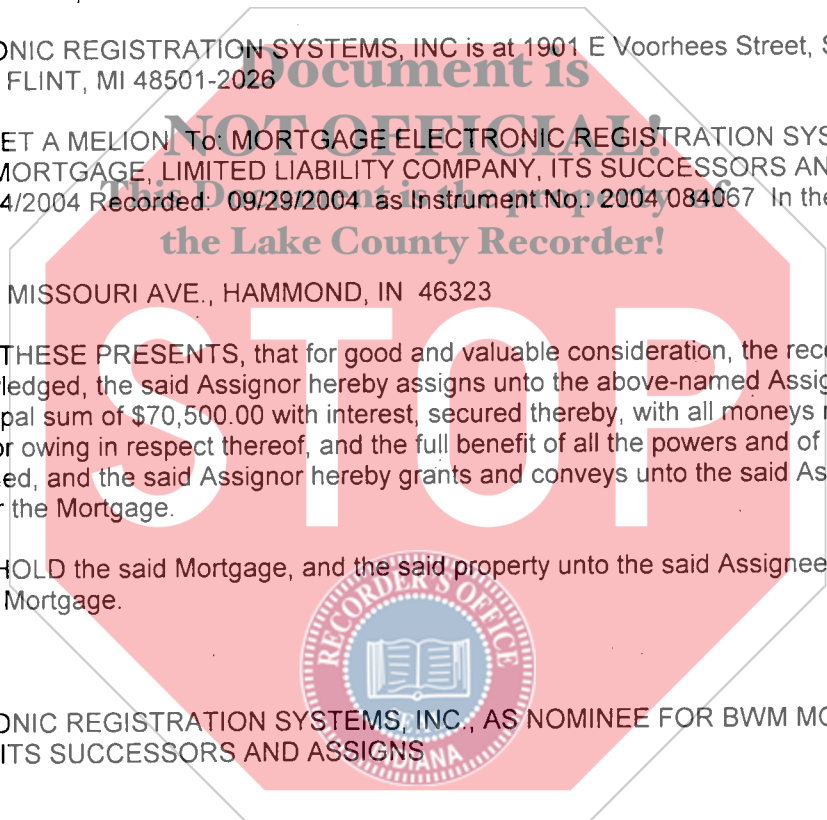 ONIC REGISTRATION SYSTEMS, INC is at 1901 E Voorhees Street, S
FLINT, MI 48501-2026
Document is
NOT OFFICIAL!
This Document is the property of
the Lake County Recorder!
ET A MELION To: MORTGAGE ELECTRONIC REGISTRATION SYS
MORTGAGE, LIMITED LIABILITY COMPANY, ITS SUCCESSORS AN
4/2004 Recorded: 09/29/2004 as Instrument No.: 2004 084067 In the
MISSOURI AVE., HAMMOND, IN 46323
THESE PRESENTS, that for good and valuable consideration, the rece
ledged, the said Assignor hereby assigns unto the above-named Assig
pal sum of $70,500.00 with interest, secured thereby, with all moneys
or owing in respect thereof, and the full benefit of all the powers and of
ed, and the said Assignor hereby grants and conveys unto the said As
r the Mortgage.
STOP
HOLD the said Mortgage, and the said property unto the said Assignee
Mortgage.
RECORDER'S OFFICE
ONIC REGISTRATION SYSTEMS, INC., AS NOMINEE FOR BWM MO
ITS SUCCESSORS AND ASSIGNS